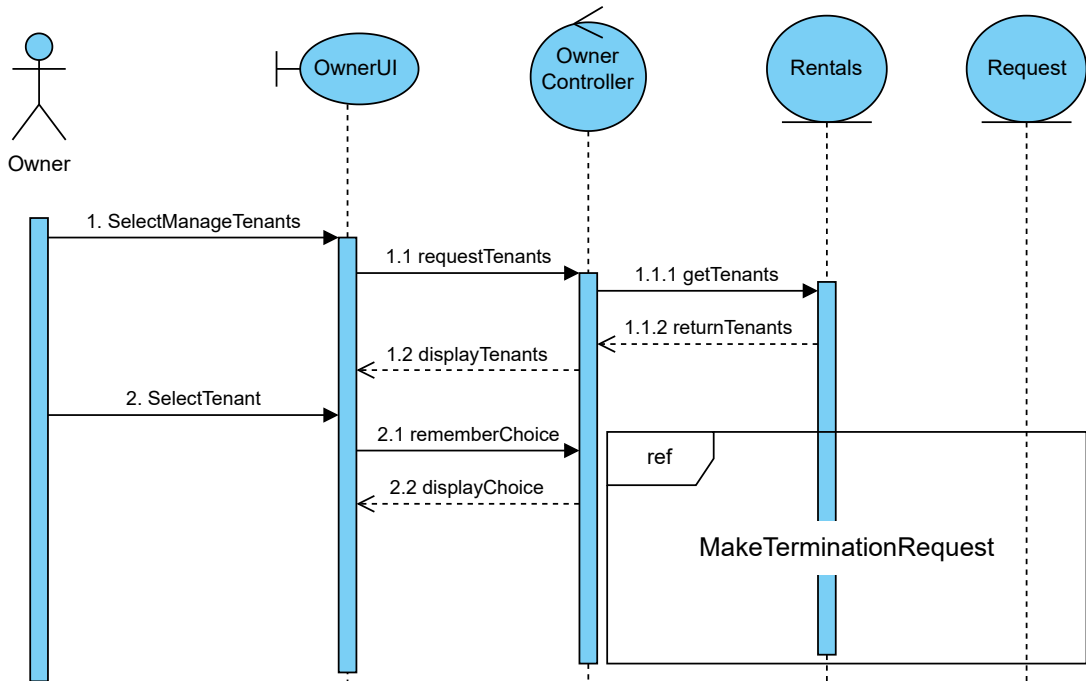 Owner
OwnerUI
Owner
Controller
Rentals
Request
1. SelectManageTenants
1.1 requestTenants
1.1.1 getTenants
1.1.2 returnTenants
1.2 displayTenants
2. SelectTenant
2.1 rememberChoice
ref
2.2 displayChoice
MakeTerminationRequest